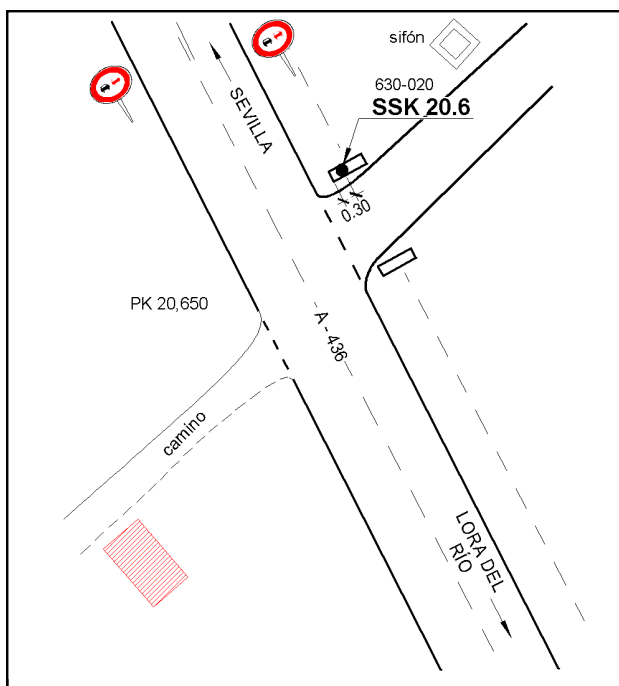 sifón
630-020
SSK 20.6
SEVILLA
0.30
PK 20,650
A - 436
camino
LORA DEL
RÍO